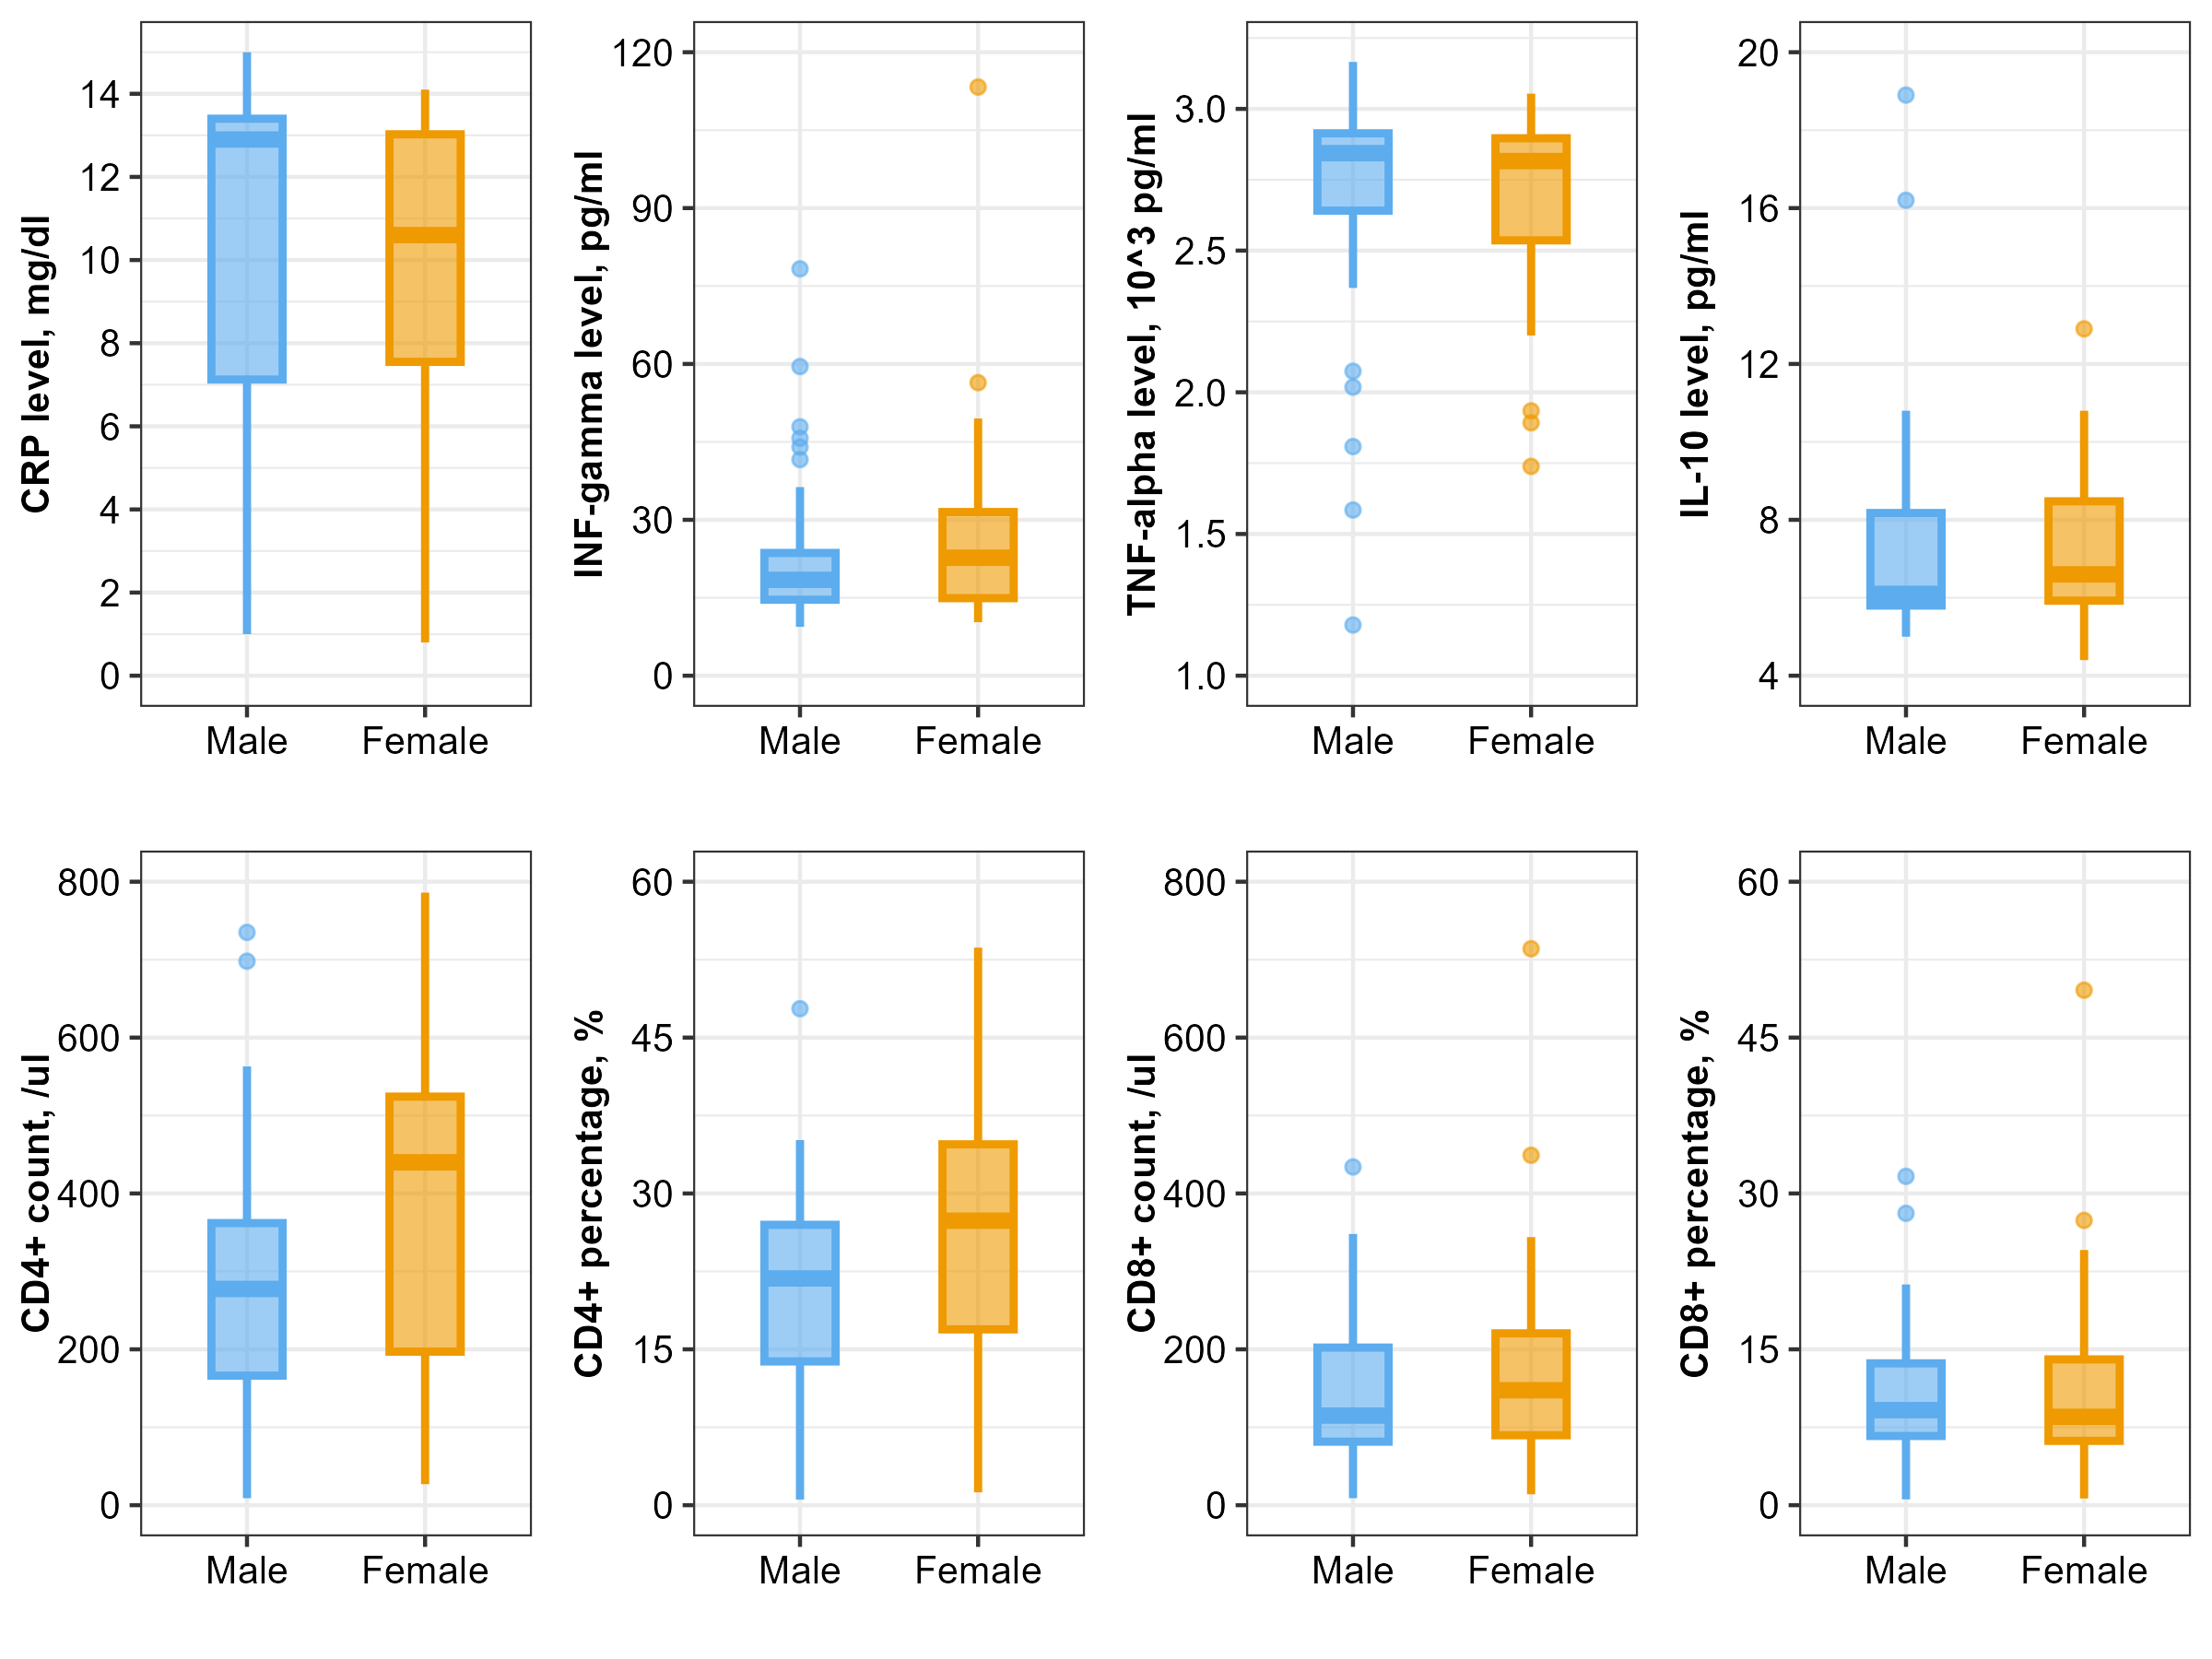 CRP level, mg/dl
14
12
10
8
6
4
2
0
Male Female
INF-gamma level, pg/ml
120
90
60
30
0
Male Female
TNF-alpha level, 10^3 pg/ml
3.0
2.5
2.0
1.5
1.0
Male Female
IL-10 level, pg/ml
20
16
12
8
4
Male Female
CD4+ count, /ul
800
600
400
200
0
Male Female
CD4+ percentage, %
60
45
30
15
0
Male Female
CD8+ count, /ul
800
600
400
200
0
Male Female
CD8+ percentage, %
60
45
30
15
0
Male Female